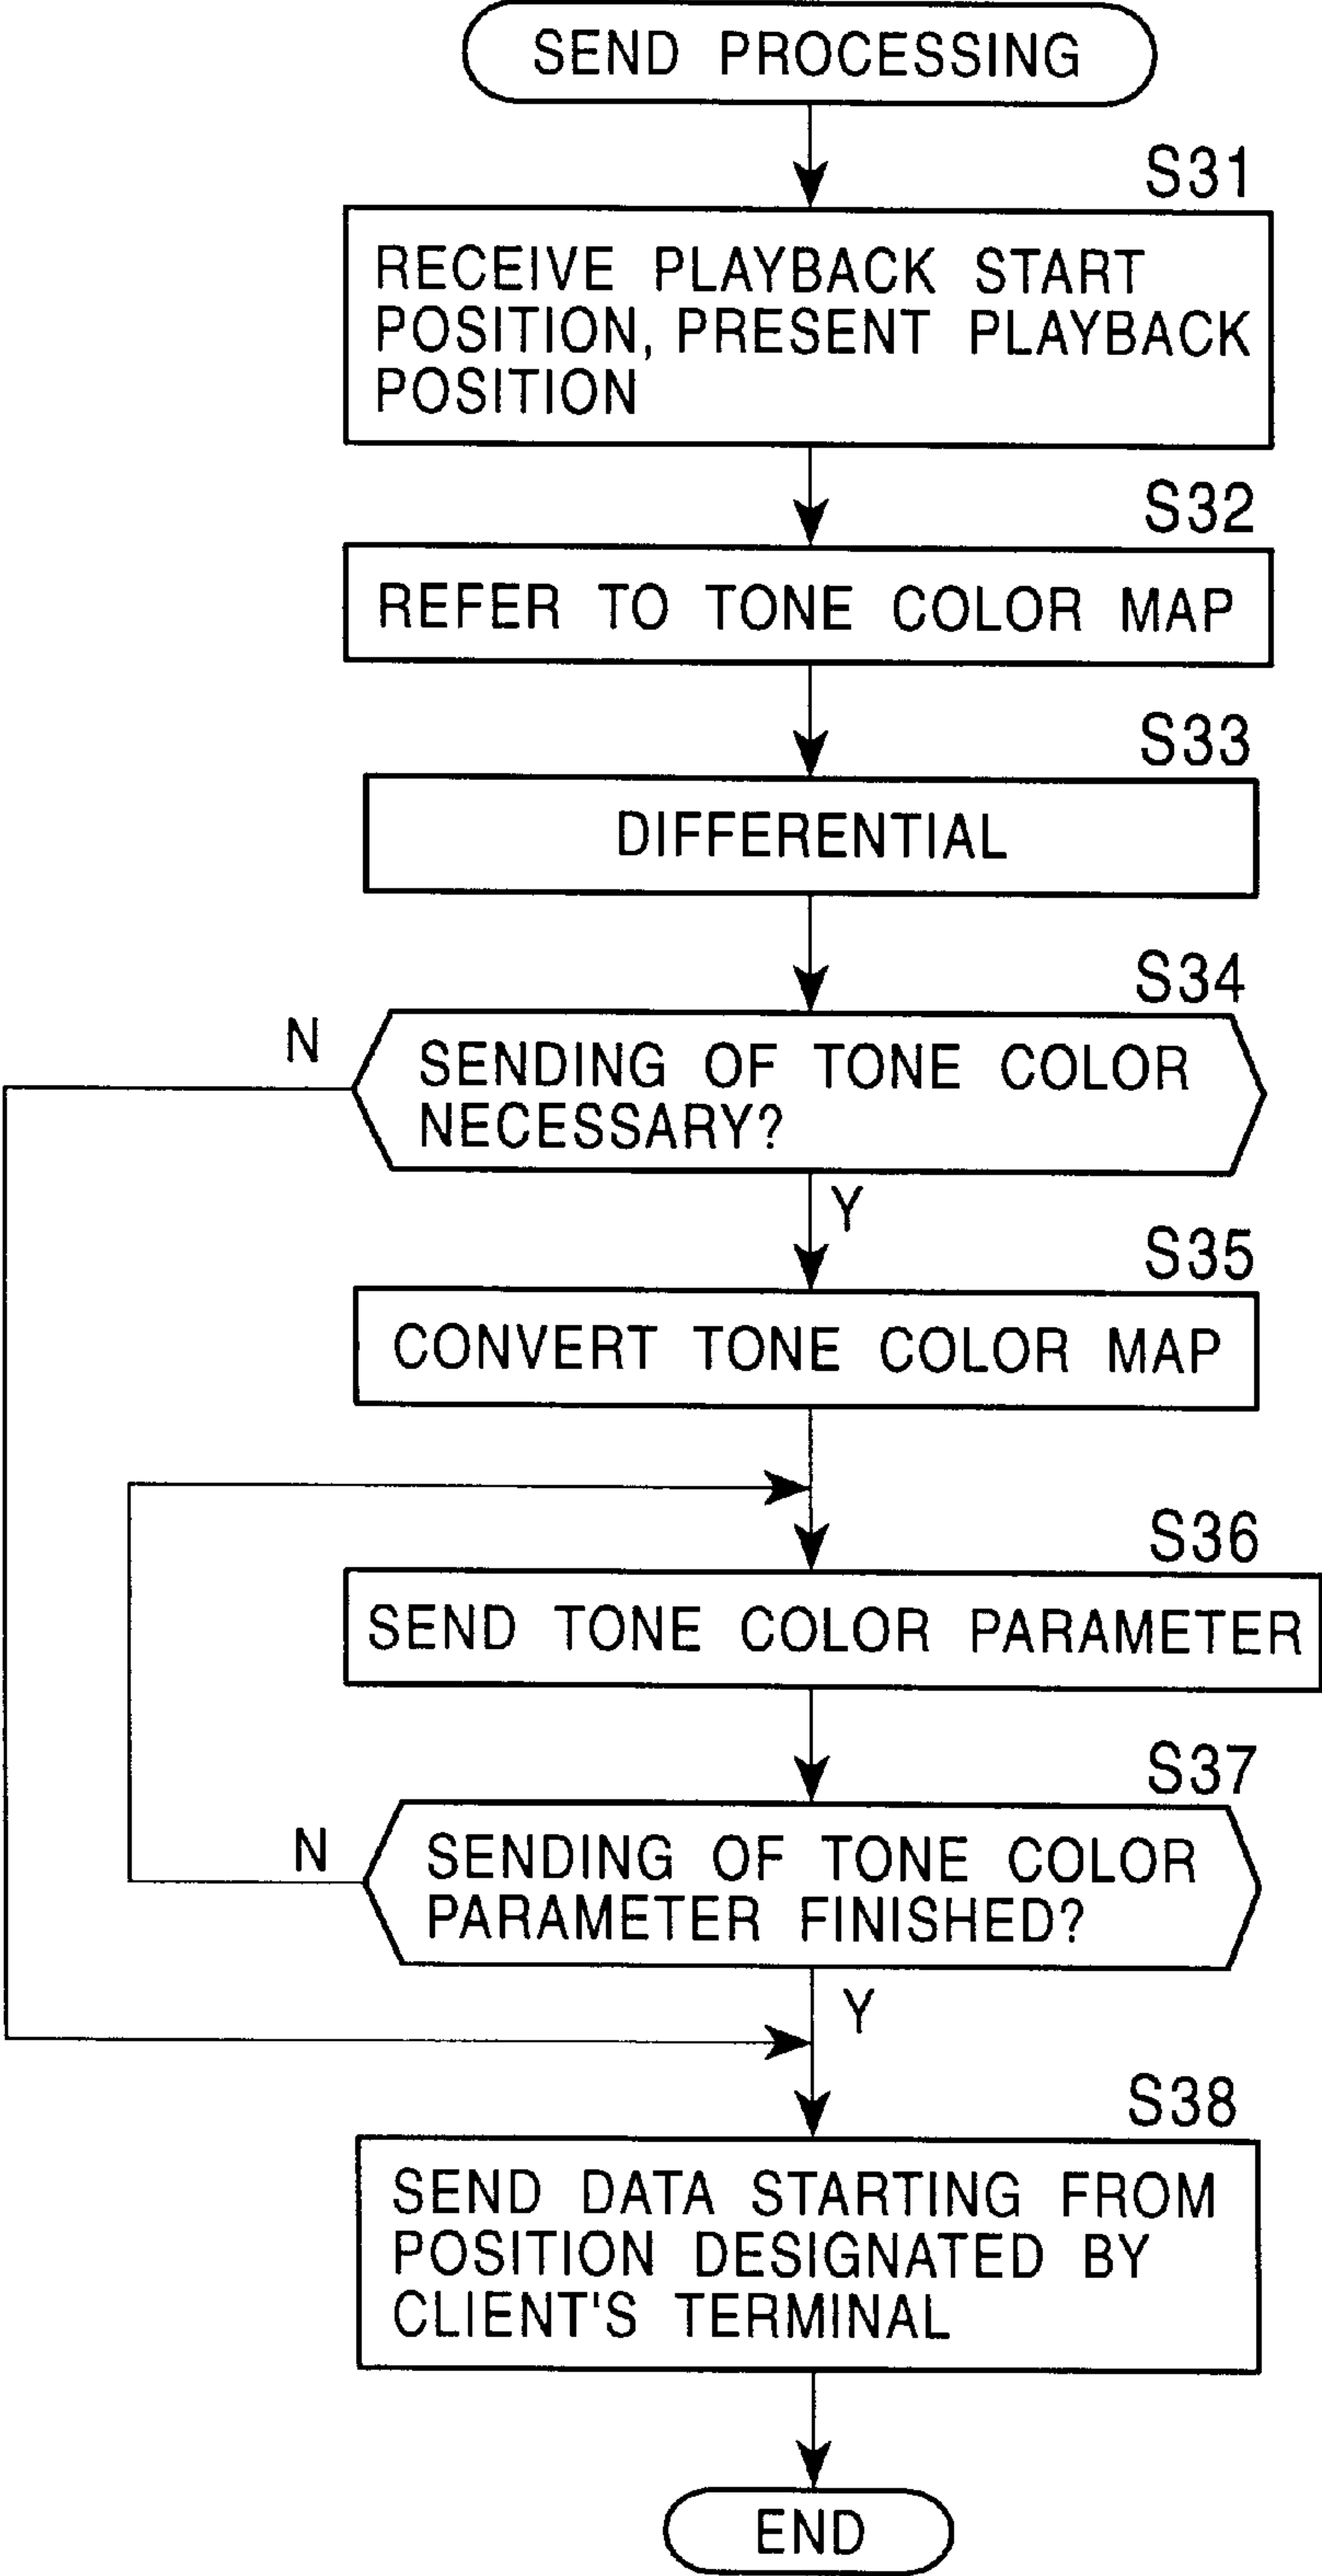 SEND PROCESSING
S31
RECEIVE PLAYBACK START
POSITION, PRESENT PLAYBACK
POSITION
S32
REFER TO TONE COLOR MAP
S33
DIFFERENTIAL
S34
N
SENDING OF TONE COLOR
NECESSARY?
Y
S35
CONVERT TONE COLOR MAP
S36
SEND TONE COLOR PARAMETER
S37
N
SENDING OF TONE COLOR
PARAMETER FINISHED?
Y
S38
SEND DATA STARTING FROM
POSITION DESIGNATED BY
CLIENT'S TERMINAL
END